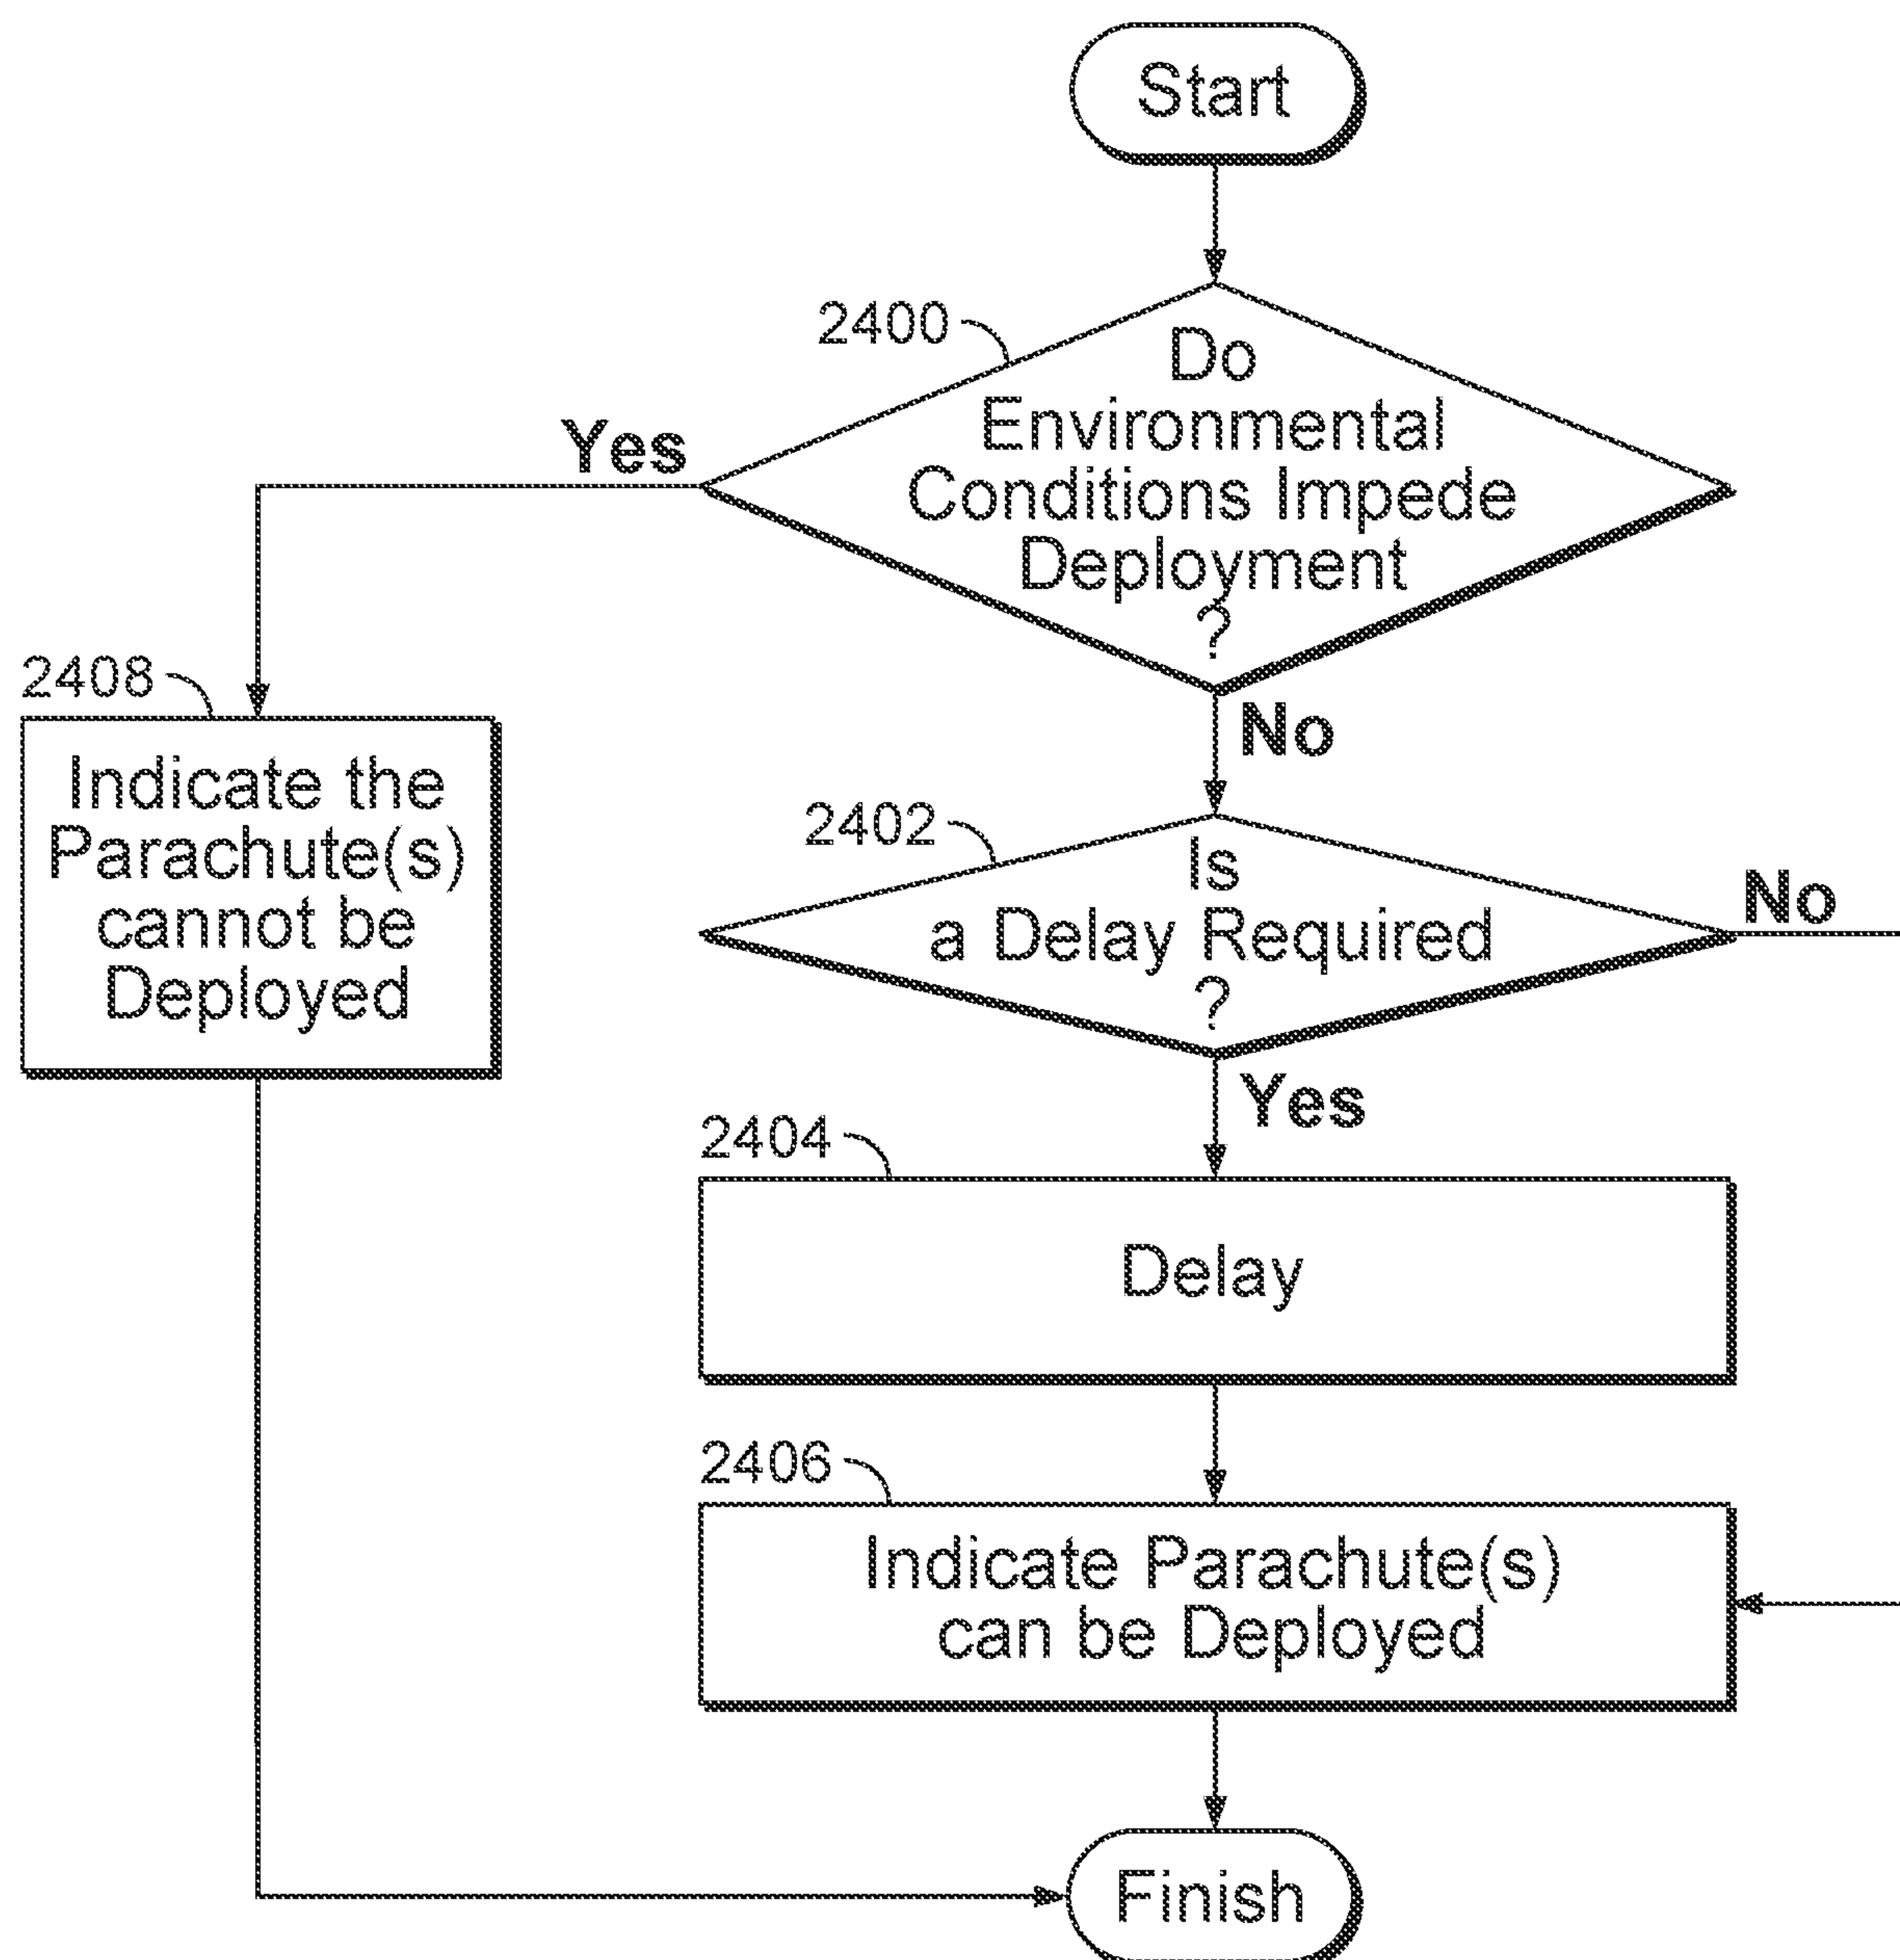 Start
2400
Do
Environmental
Conditions Impede
Deployment
?
Yes
No
2408
Indicate the
Parachute(s)
cannot be
Deployed
2402
Is
a Delay Required
?
No
Yes
2404
Delay
2406
Indicate Parachute(s)
can be Deployed
Finish